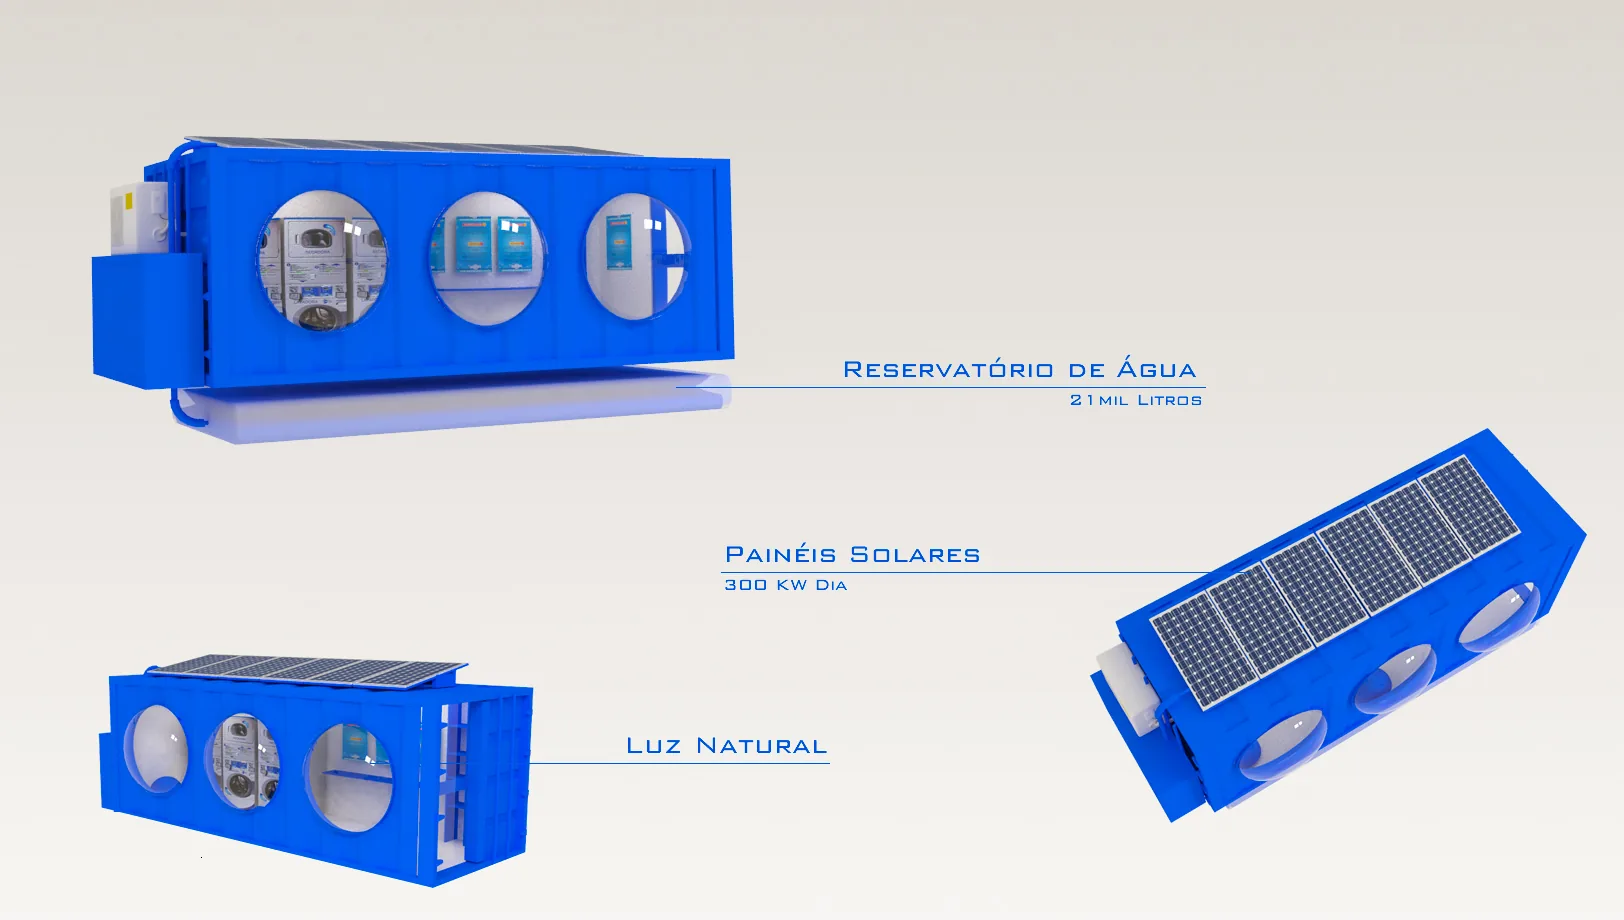 Reservatório de Água
21mil Litros
Painéis Solares
300 KW Dia
Luz Natural